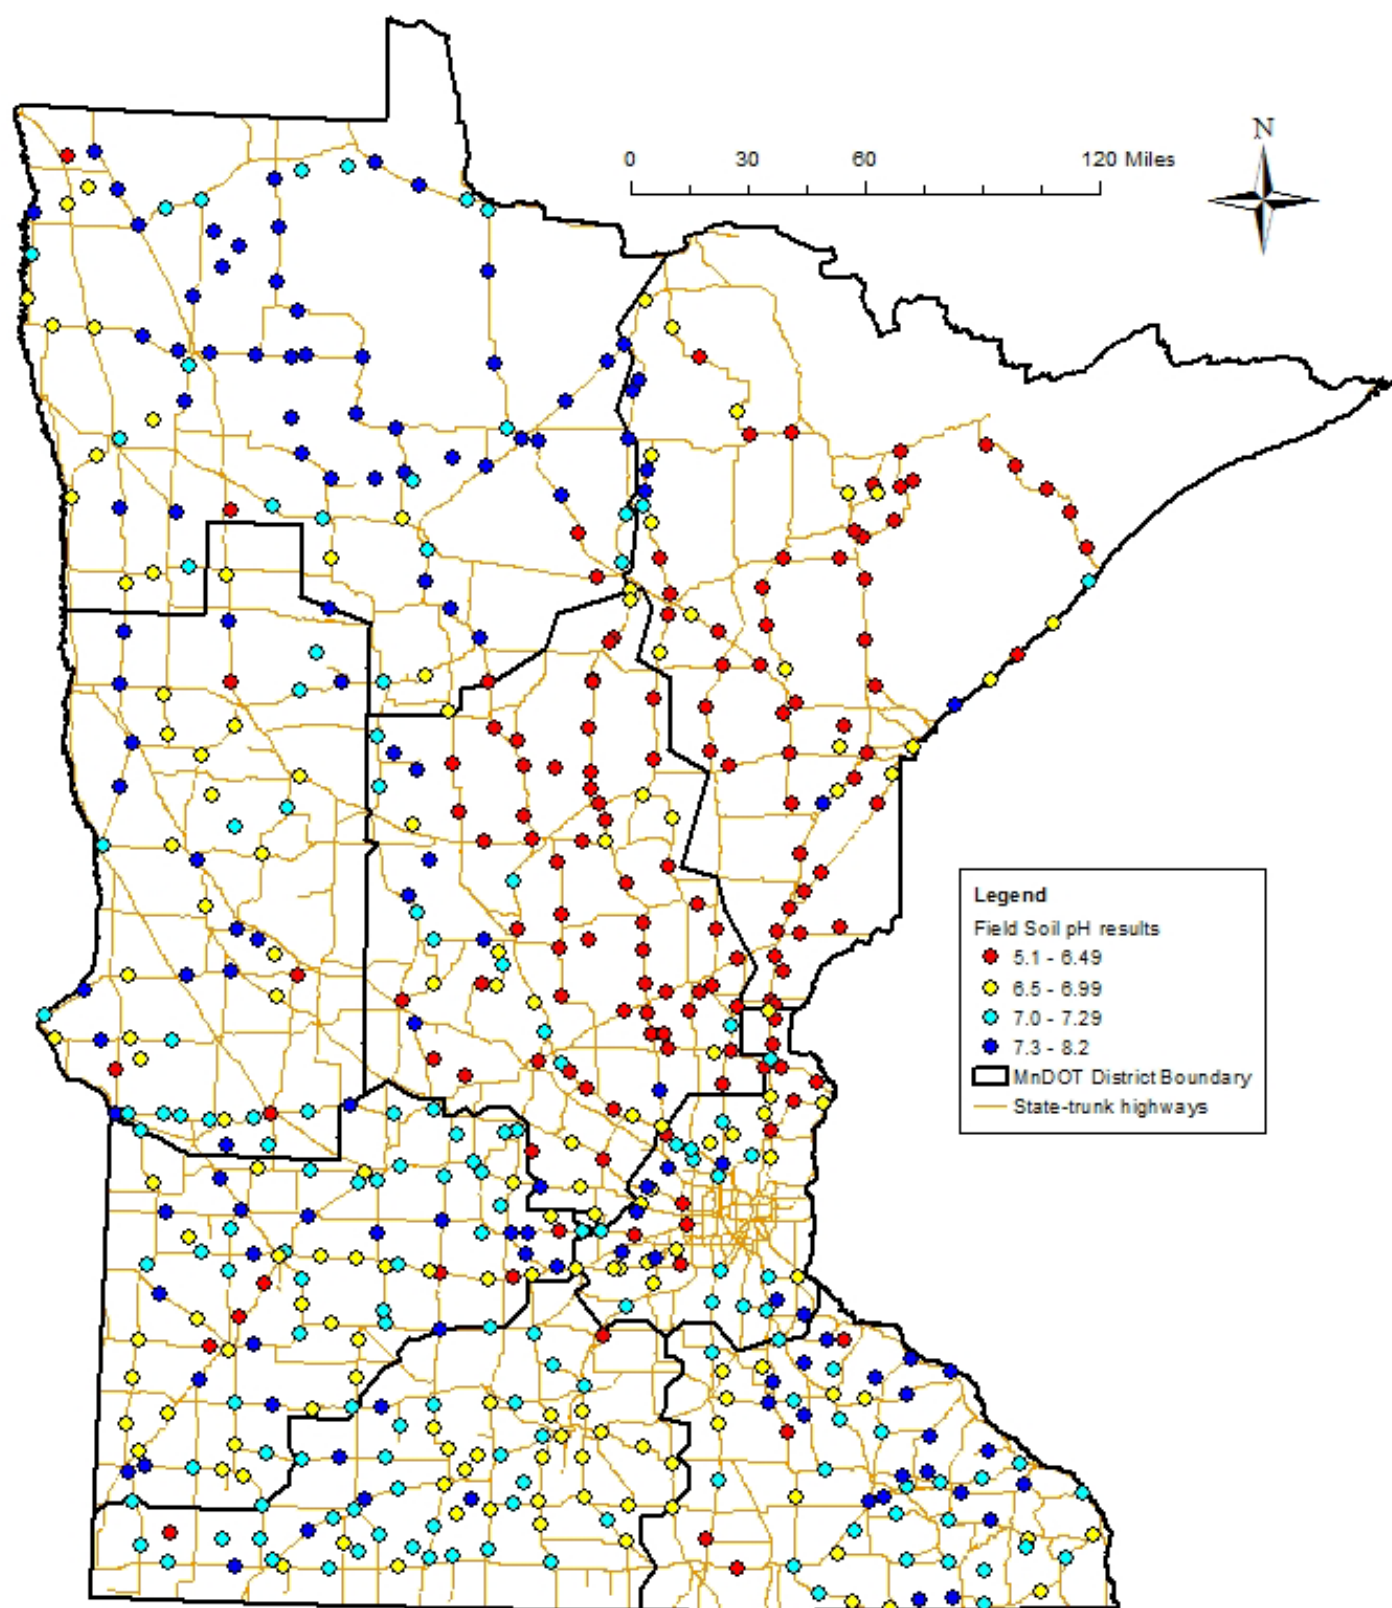 N
0 30 60 120 Miles
Legend
Field Soil pH results
5.1 - 6.49
6.5 - 6.99
7.0 - 7.29
7.3 - 8.2
MnDOT District Boundary
State-trunk highways